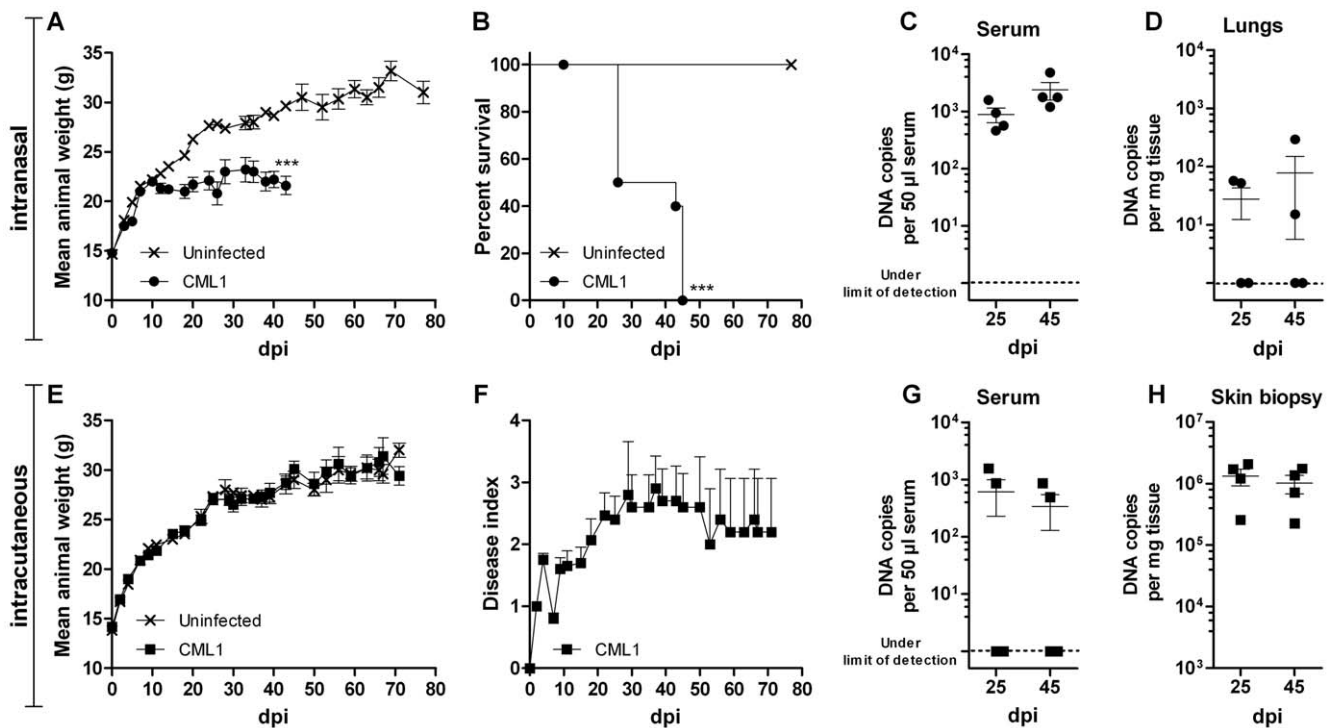 intranasal
A
Mean animal weight (g)
35
30
25
20
15
10
Uninfected
CML1
***
0 10 20 30 40 50 60 70 80
dpi
B
Percent survival
100
80
60
40
20
0
Uninfected
CML1
***
0 10 20 30 40 50 60 70 80
dpi
C
Serum
DNA copies
per 50 µl serum
10⁴
10³
10²
10¹
Under
limit of detection
25 45
dpi
D
Lungs
DNA copies
per mg tissue
10⁴
10³
10²
10¹
25 45
dpi
intracutaneous
E
Mean animal weight (g)
35
30
25
20
15
10
Uninfected
CML1
0 10 20 30 40 50 60 70 80
dpi
F
Disease index
4
3
2
1
0
CML1
0 10 20 30 40 50 60 70 80
dpi
G
Serum
DNA copies
per 50 µl serum
10⁴
10³
10²
10¹
Under
limit of detection
25 45
dpi
H
Skin biopsy
DNA copies
per mg tissue
10⁷
10⁶
10⁵
10⁴
10³
25 45
dpi